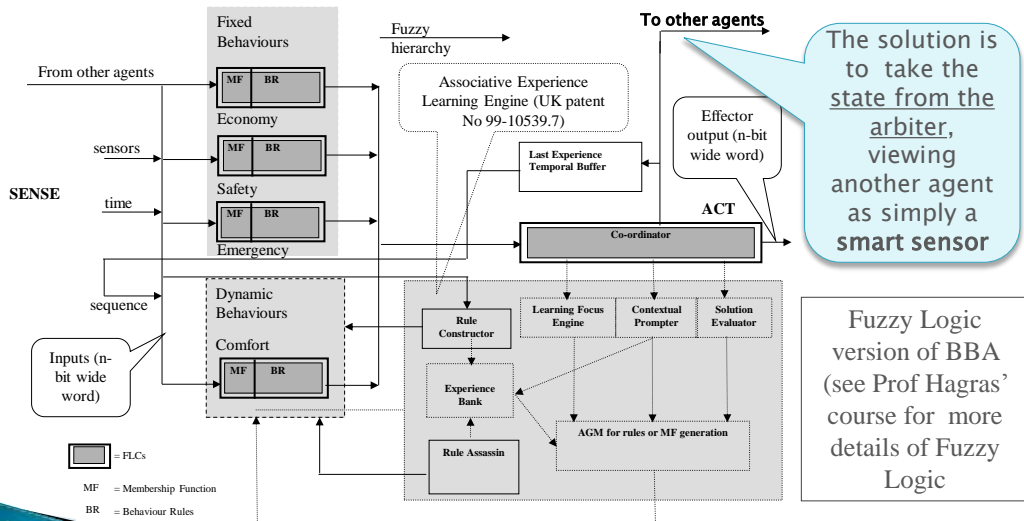 Fixed
Behaviours
From other agents
MF BR
Economy
sensors
MF BR
Safety
SENSE
time
MF BR
Emergency
sequence
Dynamic
Behaviours
Comfort
MF BR
Inputs (n-
bit wide
word)
= FLCs
MF = Membership Function
BR = Behaviour Rules
Fuzzy
hierarchy
Associative Experience
Learning Engine (UK patent
No 99-10539.7)
Last Experience
Temporal Buffer
To other agents
Effector
output (n-bit
wide word)
ACT
Co-ordinator
Rule
Constructor
Learning Focus
Engine
Contextual
Prompter
Solution
Evaluator
Experience
Bank
AGM for rules or MF generation
Rule Assassin
The solution is
to take the
state from the
arbiter,
viewing
another agent
as simply a
smart sensor
Fuzzy Logic
version of BBA
(see Prof Hagras'
course for more
details of Fuzzy
Logic